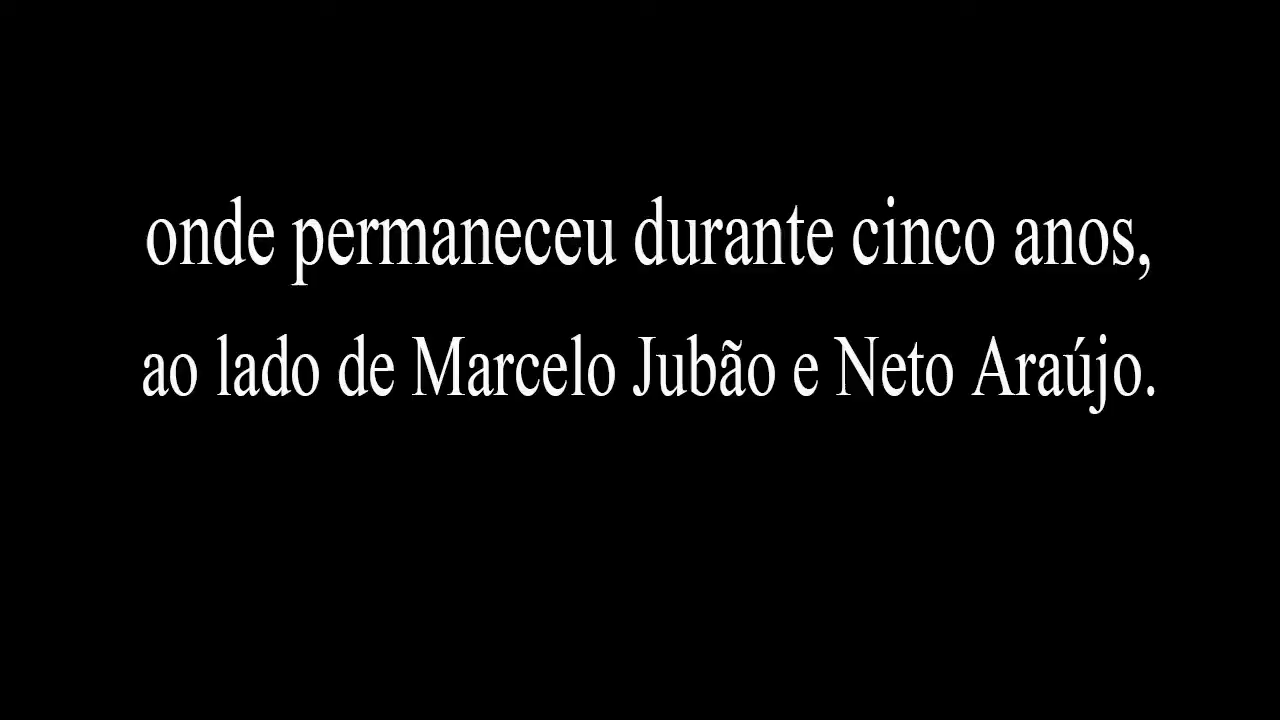 onde permaneceu durante cinco anos,
ao lado de Marcelo Jubão e Neto Araújo.